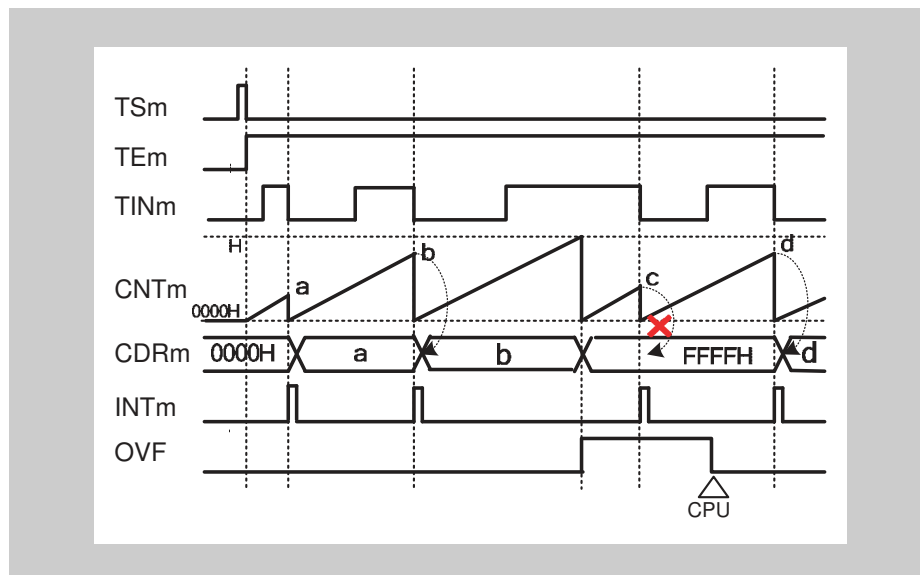 TSm
TEm
TINm
H
b
d
a
c
CNTm
0000H
CDRm 0000H a b FFFFH d
INTm
OVF
CPU